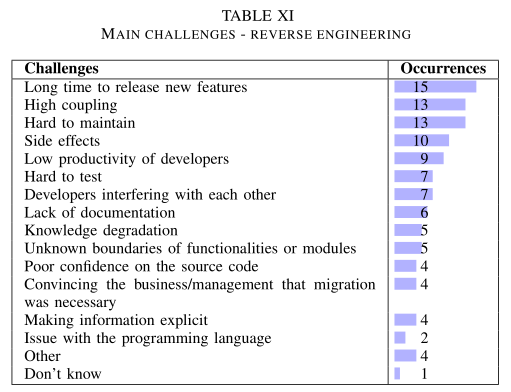 TABLE XI
MAIN CHALLENGES - REVERSE ENGINEERING
Challenges Occurrences
Long time to release new features 15
High coupling 13
Hard to maintain 13
Side effects 10
Low productivity of developers 9
Hard to test 7
Developers interfering with each other 7
Lack of documentation 6
Knowledge degradation 5
Unknown boundaries of functionalities or modules 5
Poor confidence on the source code 4
Convincing the business/management that migration 4
was necessary
Making information explicit 4
Issue with the programming language 2
Other 4
Don't know 1